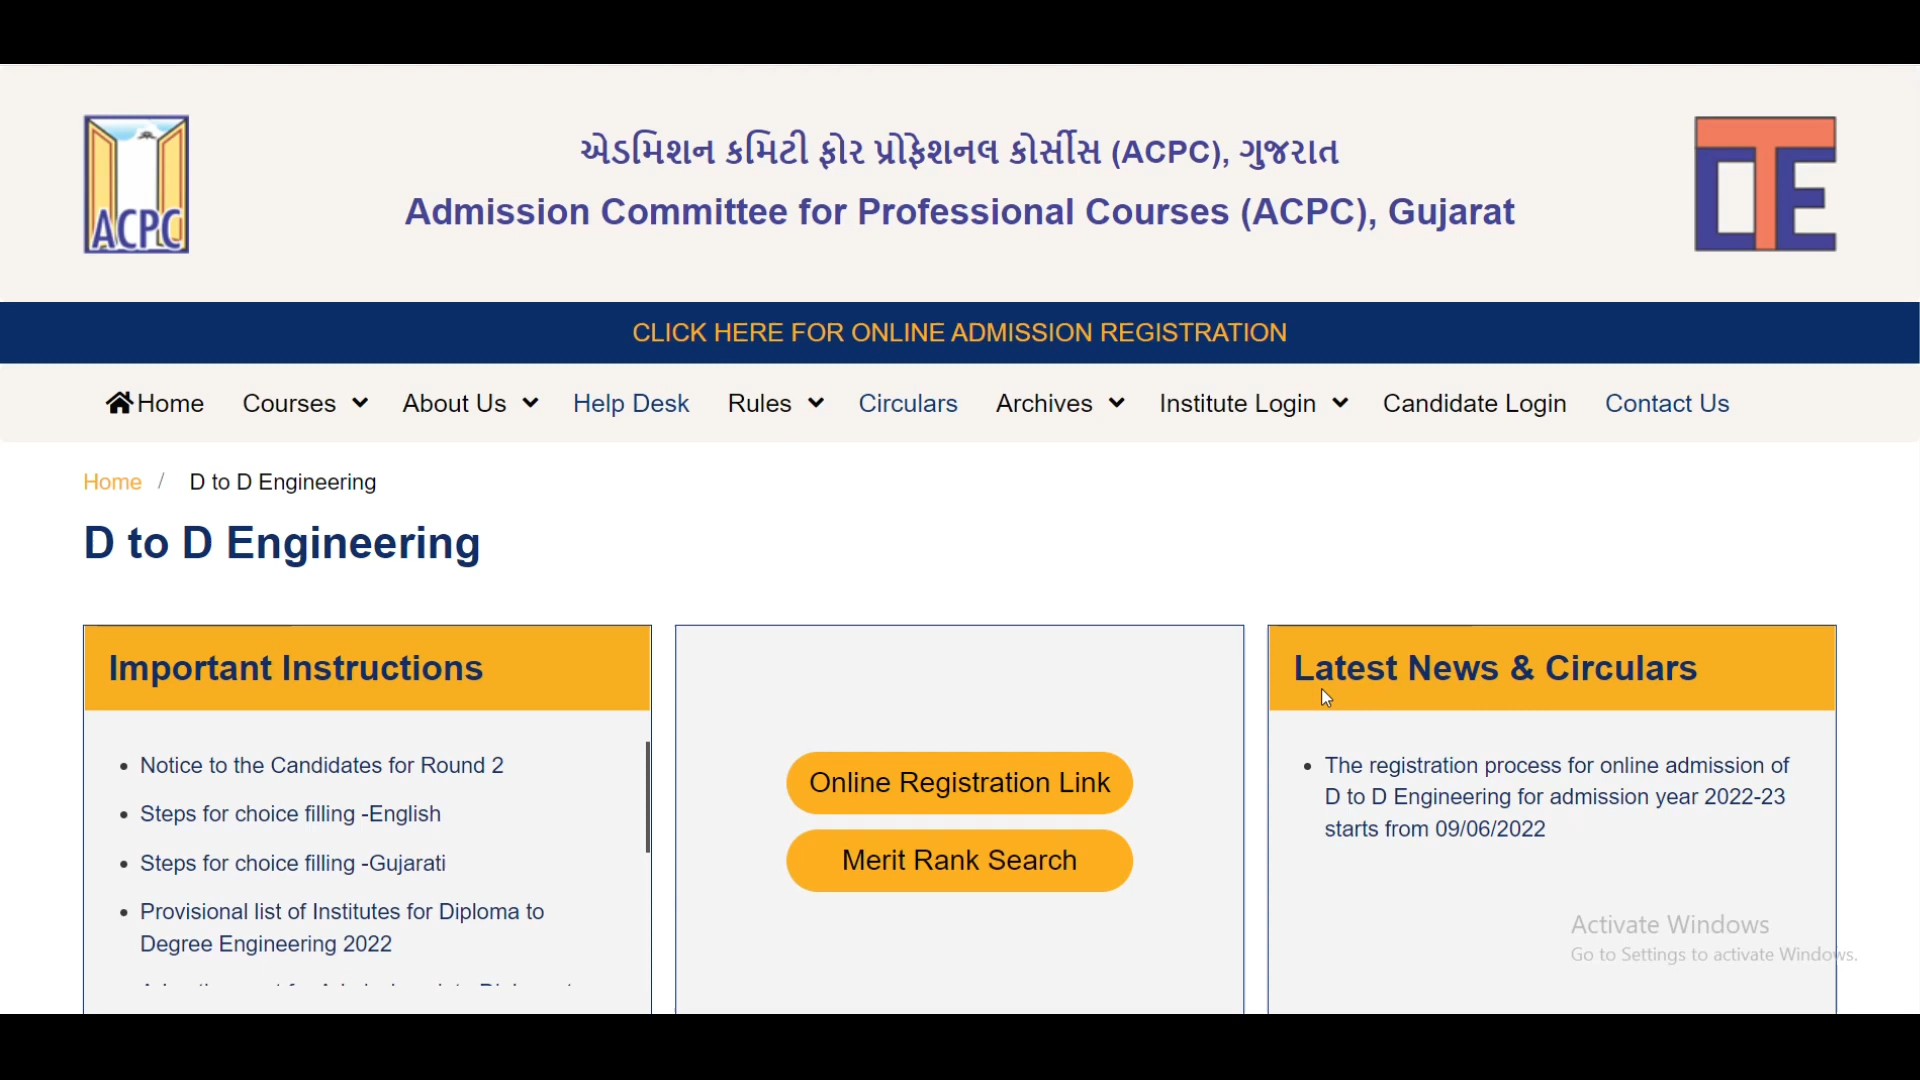 ACPC
એડમિશન કમિટી ફોર પ્રોફેશનલ કોર્સીસ (ACPC), ગુજરાત
Admission Committee for Professional Courses (ACPC), Gujarat
DTE
CLICK HERE FOR ONLINE ADMISSION REGISTRATION
Home Courses About Us Help Desk Rules Circulars Archives Institute Login Candidate Login Contact Us
Home / D to D Engineering
D to D Engineering
Important Instructions
• Notice to the Candidates for Round 2
• Steps for choice filling -English
• Steps for choice filling -Gujarati
• Provisional list of Institutes for Diploma to
Degree Engineering 2022
Online Registration Link
Merit Rank Search
Latest News & Circulars
• The registration process for online admission of
D to D Engineering for admission year 2022-23
starts from 09/06/2022
Activate Windows
Go to Settings to activate Windows.